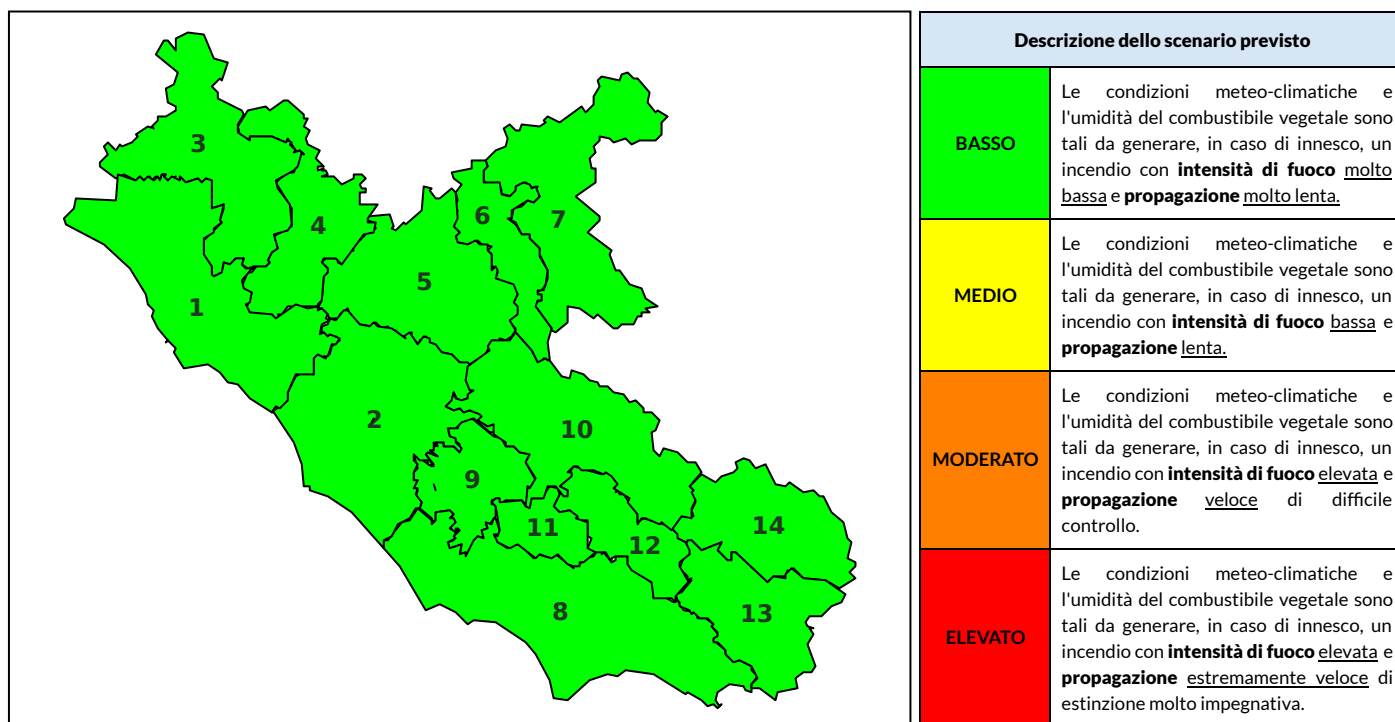 3
4
6
7
5
1
2
10
9
11
14
12
8
13
Descrizione dello scenario previsto
BASSO
Le condizioni meteo-climatiche e
l'umidità del combustibile vegetale sono
tali da generare, in caso di innesco, un
incendio con intensità di fuoco molto
bassa e propagazione molto lenta.
MEDIO
Le condizioni meteo-climatiche e
l'umidità del combustibile vegetale sono
tali da generare, in caso di innesco, un
incendio con intensità di fuoco bassa e
propagazione lenta.
MODERATO
Le condizioni meteo-climatiche e
l'umidità del combustibile vegetale sono
tali da generare, in caso di innesco, un
incendio con intensità di fuoco elevata e
propagazione veloce di difficile
controllo.
ELEVATO
Le condizioni meteo-climatiche e
l'umidità del combustibile vegetale sono
tali da generare, in caso di innesco, un
incendio con intensità di fuoco elevata e
propagazione estremamente veloce di
estinzione molto impegnativa.